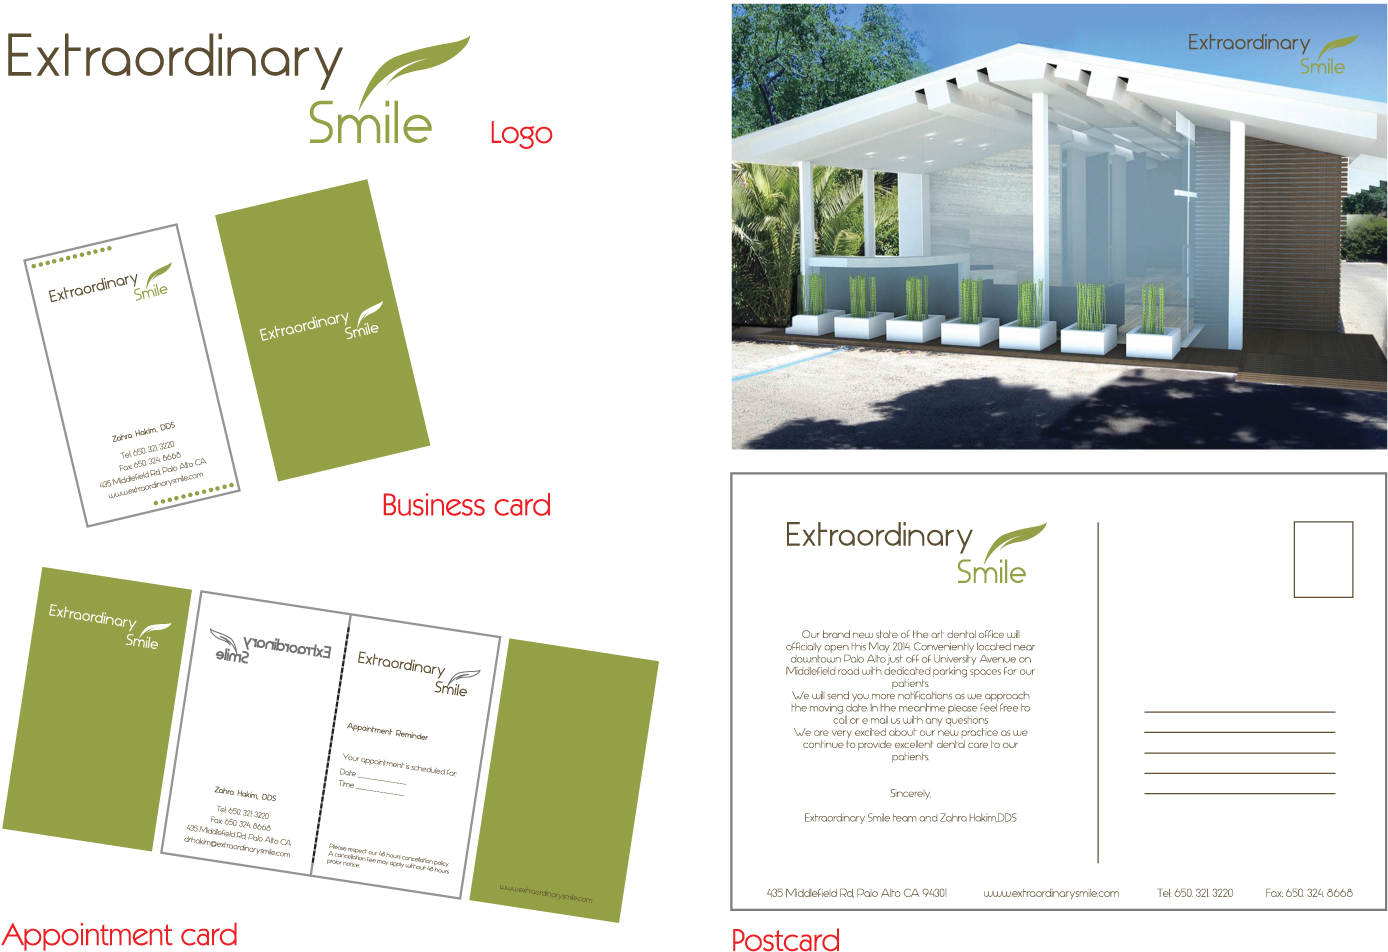 Extraordinary
Smile
Logo
Extraordinary
Smile
Zahra Hakim, DDS
Tel: 650. 321. 3220
Fax: 650. 324. 8668
435 Middlefield Rd, Palo Alto CA
www.extraordinarysmile.com
Extraordinary
Smile
Business card
Extraordinary
Smile
Extraordinary
Smile
Zahra Hakim, DDS
Tel: 650. 321. 3220
Fax: 650. 324. 8668
435 Middlefield Rd, Palo Alto CA
drhakim@extraordinarysmile.com
Extraordinary
Smile
Appointment Reminder
Your appointment is scheduled for:
Date
Time
Please respect our 48 hours cancellation policy.
A cancellation fee may apply without 48 hours
praior notice.
www.extraordinarysmile.com
Appointment card
Extraordinary
Smile
Extraordinary
Smile
Our brand new state of the art dental office will
officially open this May 2014. Conveniently located near
downtown Palo Alto just off of University Avenue on
Middlefield road with dedicated parking spaces for our
patients.
We will send you more notifications as we approach
the moving date. In the meantime please feel free to
call or e mail us with any questions
We are very excited about our new practice as we
continue to provide excellent dental care to our
patients.
Sincerely,
Extraordinary Smile team and Zahra Hakim,DDS
435 Middlefield Rd, Palo Alto CA 94301 www.extraordinarysmile.com Tel: 650. 321. 3220 Fax: 650. 324. 8668
Postcard